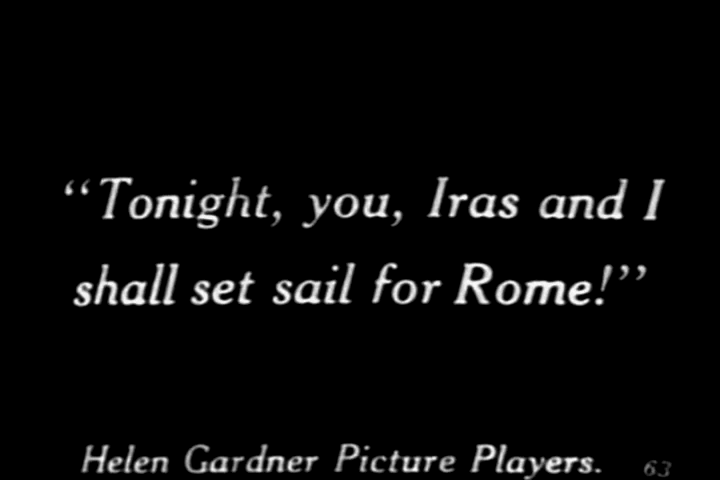 “Tonight, you, Iras and I
shall set sail for Rome!”
Helen Gardner Picture Players. 63